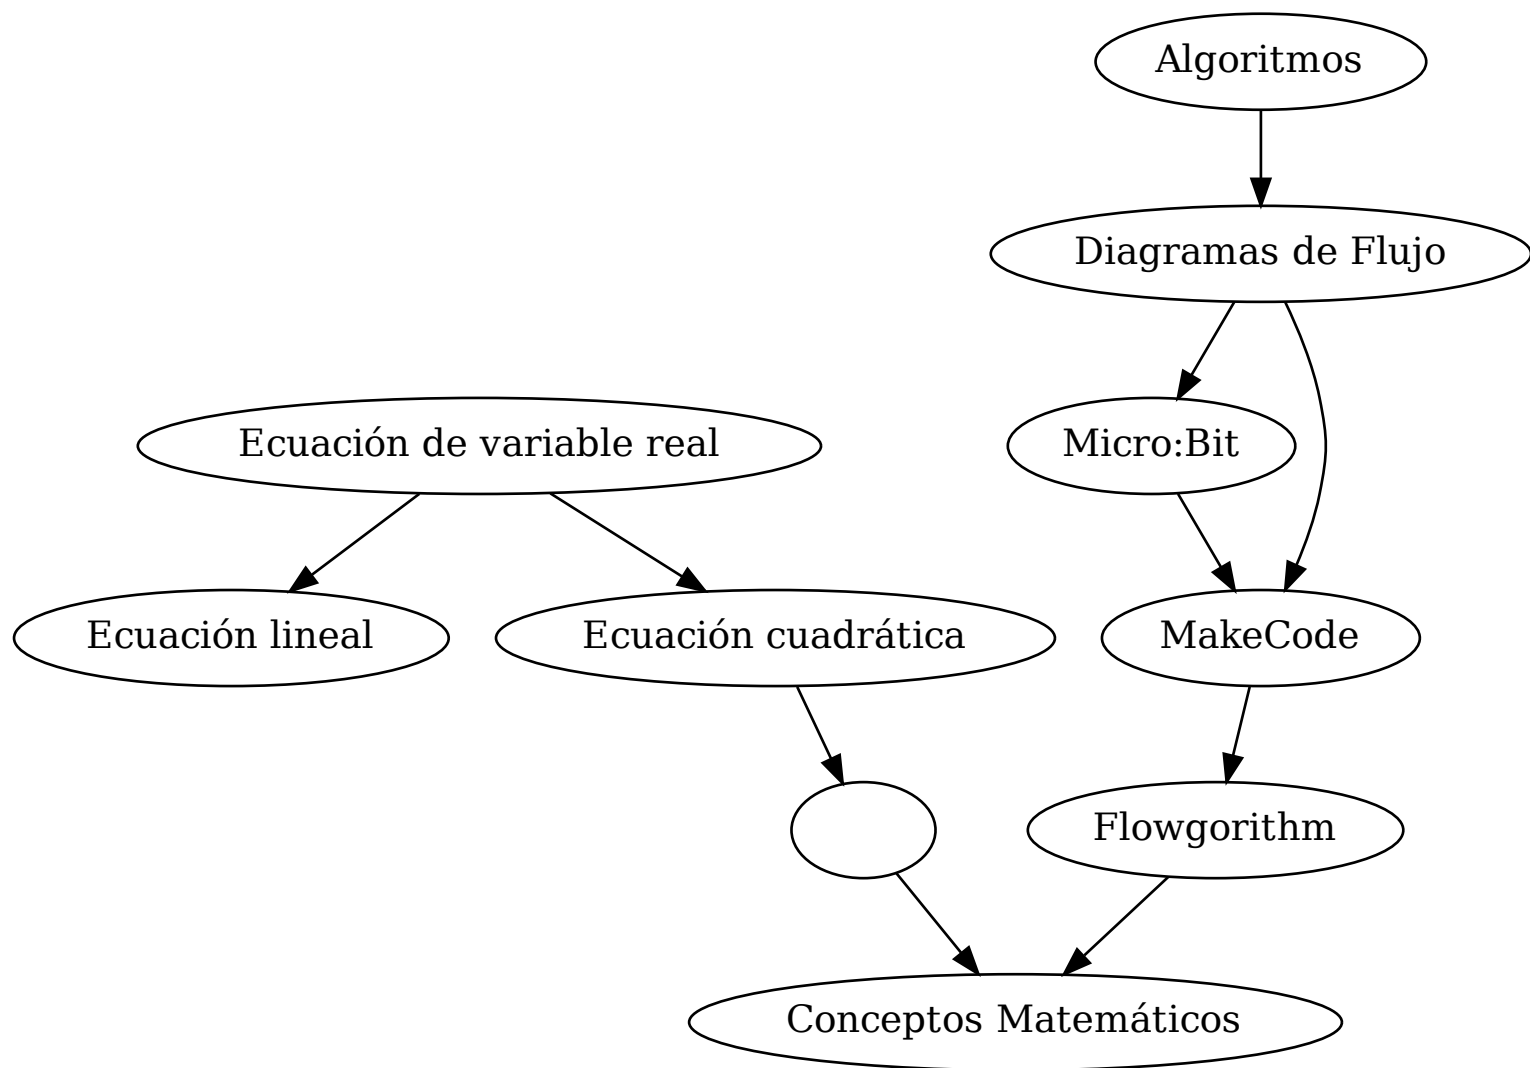 Algoritmos
Diagramas de Flujo
Ecuación de variable real
Micro:Bit
Ecuación lineal
Ecuación cuadrática
MakeCode
Flowgorithm
Conceptos Matemáticos